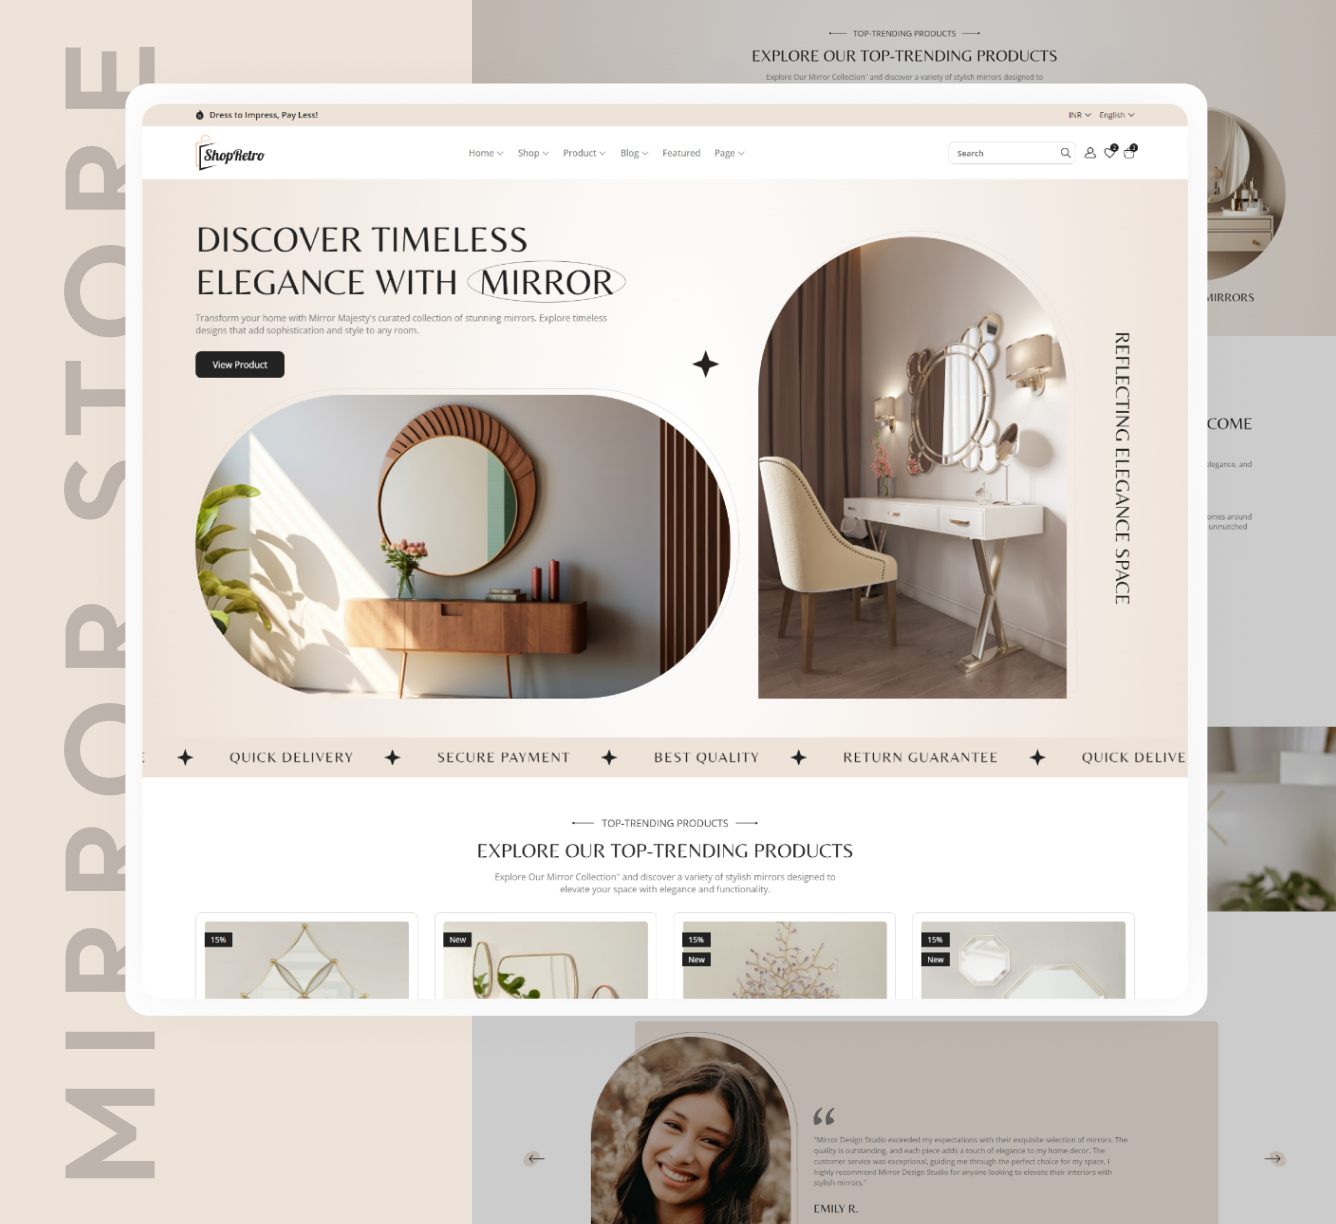 MIRROR STORE
TOP-TRENDING PRODUCTS
EXPLORE OUR TOP-TRENDING PRODUCTS
Explore Our Mirror Collection" and discover a variety of stylish mirrors designed to
Dress to Impress, Pay Less!
INR
English
ShopRetro
Home
Shop
Product
Blog
Featured
Page
Search
2
2
DISCOVER TIMELESS
ELEGANCE WITH MIRROR
Transform your home with Mirror Majesty's curated collection of stunning mirrors. Explore timeless
designs that add sophistication and style to any room.
View Product
REFLECTING ELEGANCE SPACE
MIRRORS
COME
elegance, and
omes around
unmatched
E
QUICK DELIVERY
SECURE PAYMENT
BEST QUALITY
RETURN GUARANTEE
QUICK DELIVE
TOP-TRENDING PRODUCTS
EXPLORE OUR TOP-TRENDING PRODUCTS
Explore Our Mirror Collection" and discover a variety of stylish mirrors designed to
elevate your space with elegance and functionality.
15%
New
15%
New
15%
New
"Mirror Design Studio exceeded my expectations with their exquisite selection of mirrors. The
quality is outstanding, and each piece adds a touch of elegance to my home decor. The
customer service was exceptional, guiding me through the perfect choice for my space. I
highly recommend Mirror Design Studio for anyone looking to elevate their interiors with
stylish mirrors."
EMILY R.